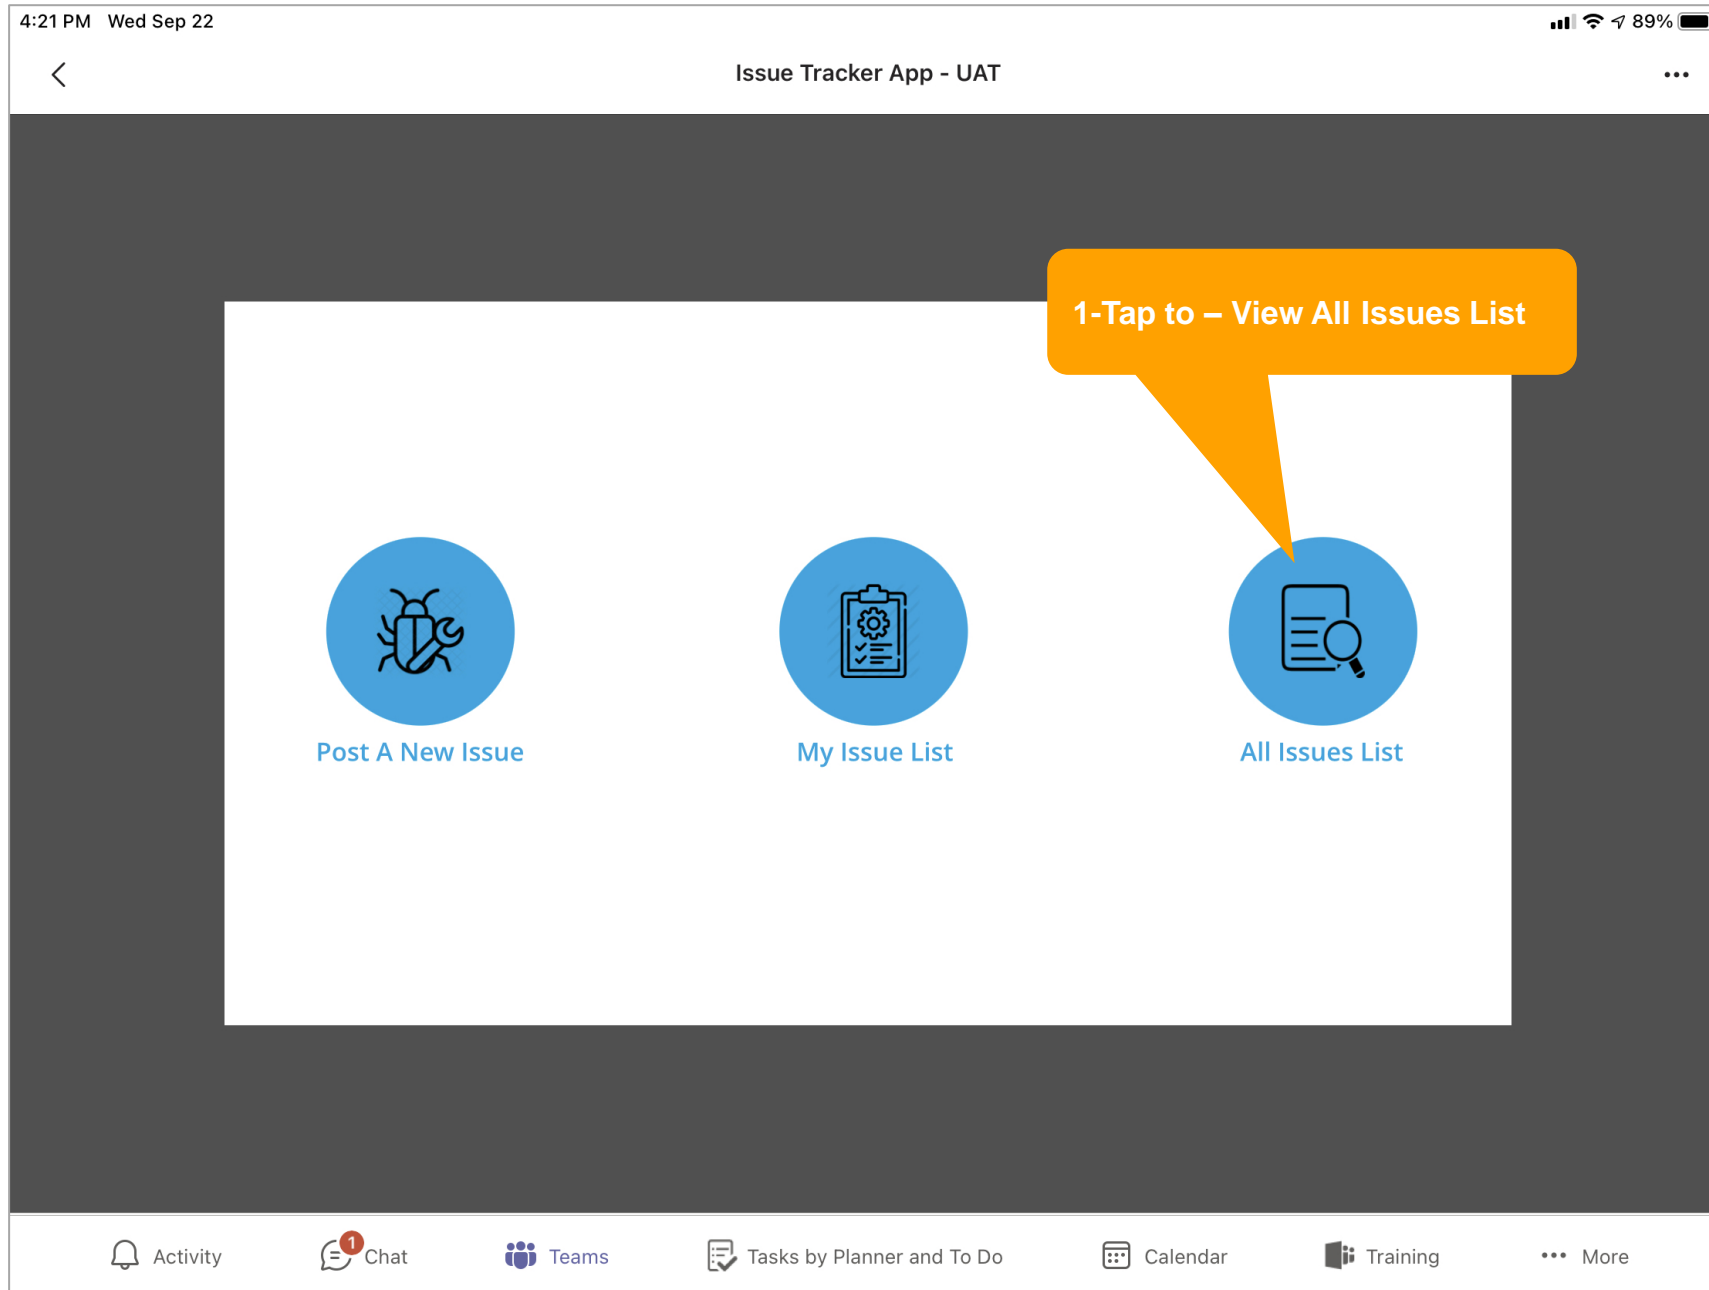 4:21 PM Wed Sep 22
89%
Issue Tracker App - UAT
1-Tap to – View All Issues List
Post A New Issue
My Issue List
All Issues List
Activity
1
Chat
Teams
Tasks by Planner and To Do
Calendar
Training
More